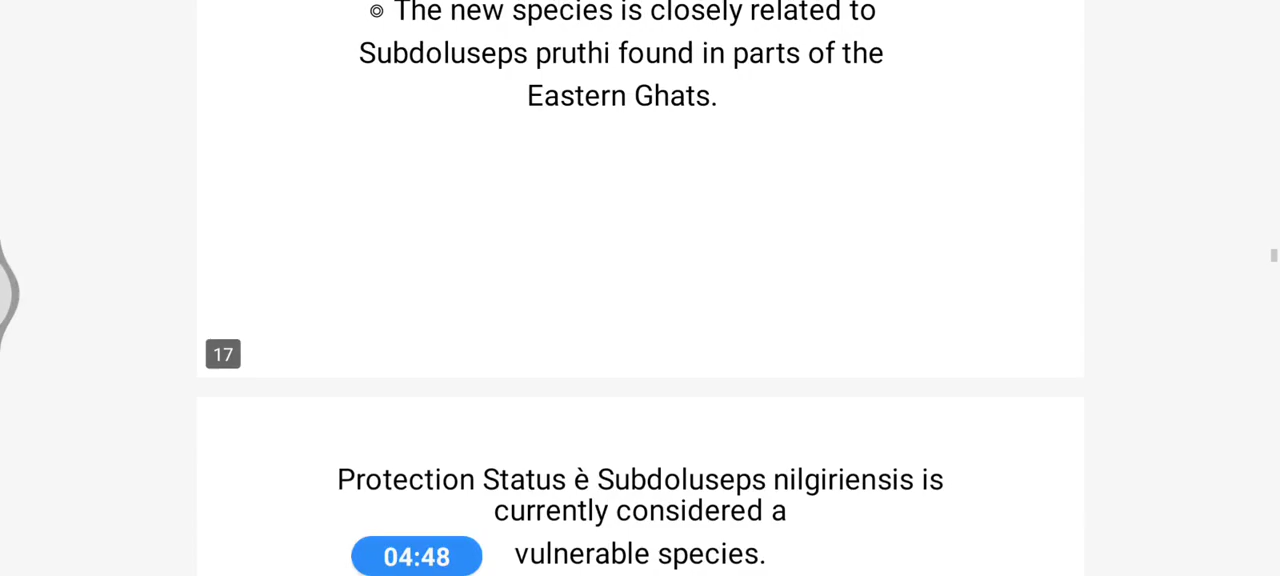 ◎ The new species is closely related to
Subdoluseps pruthi found in parts of the
Eastern Ghats.
17
Protection Status è Subdoluseps nilgiriensis is
currently considered a
vulnerable species.
04:48